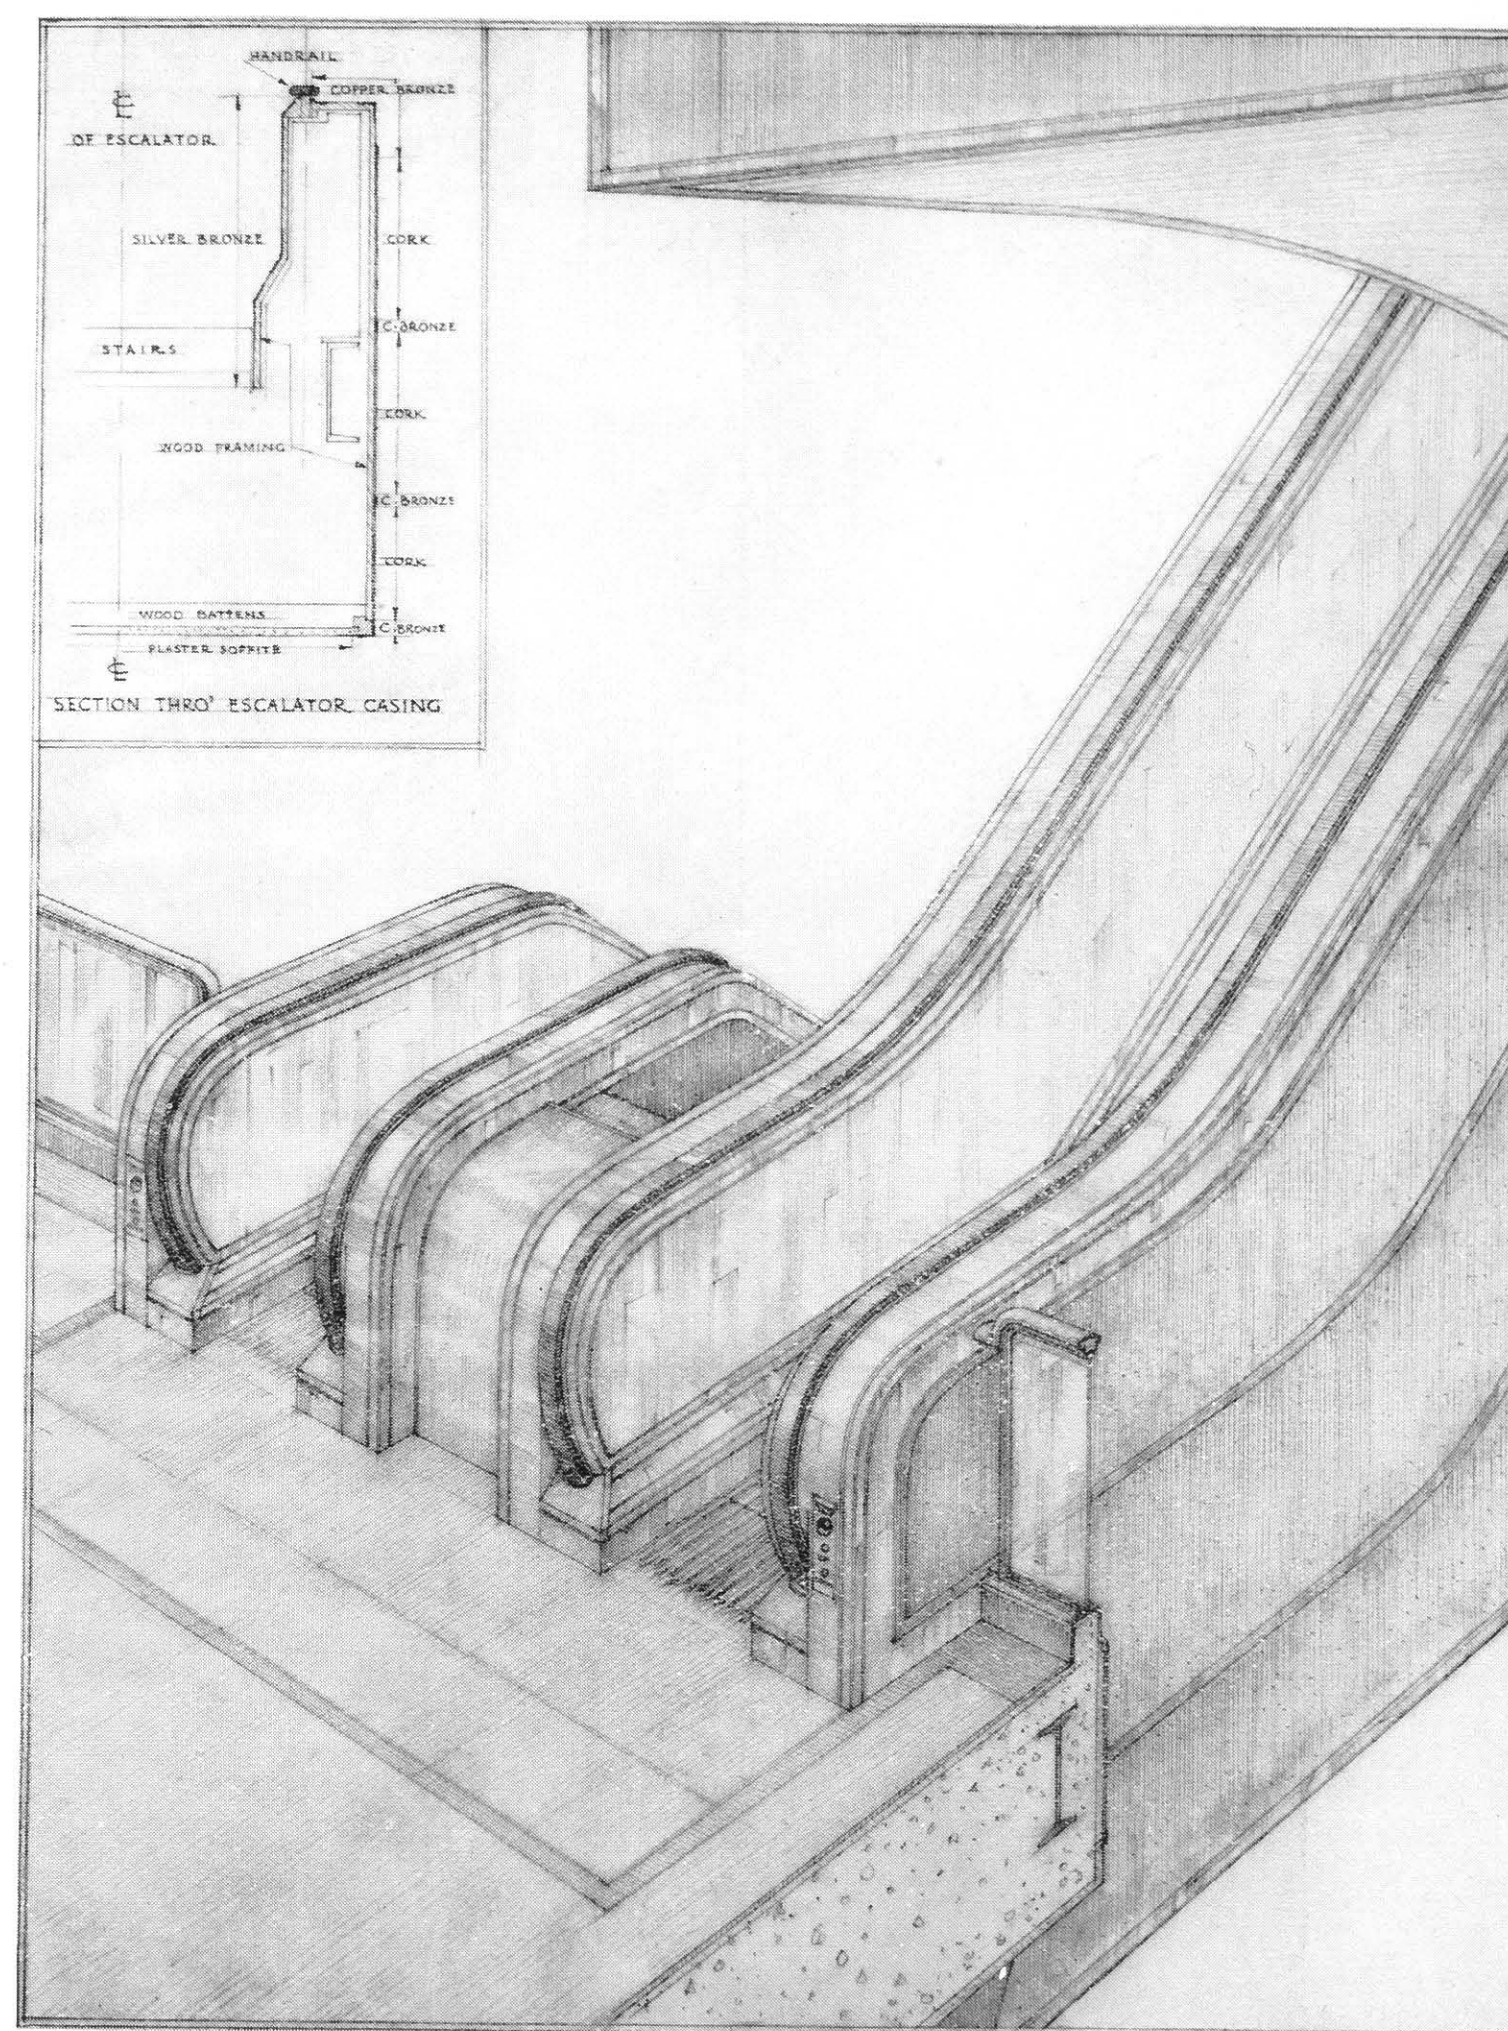 HANDRAIL
COPPER BRONZE
℄
OF ESCALATOR
SILVER BRONZE
CORK
C. BRONZE
STAIRS
CORK
WOOD FRAMING
C. BRONZE
CORK
WOOD BATTENS
C. BRONZE
PLASTER SOFFITE
℄
SECTION THRO' ESCALATOR CASING